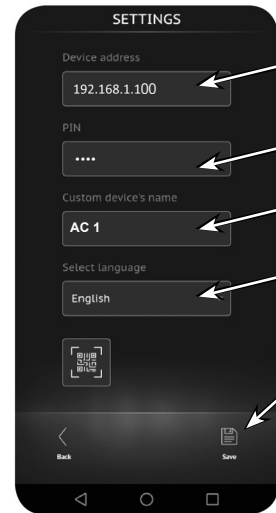 SETTINGS
Device address
192.168.1.100
PIN
••••
Custom device's name
AC 1
Select language
English
Back
Save